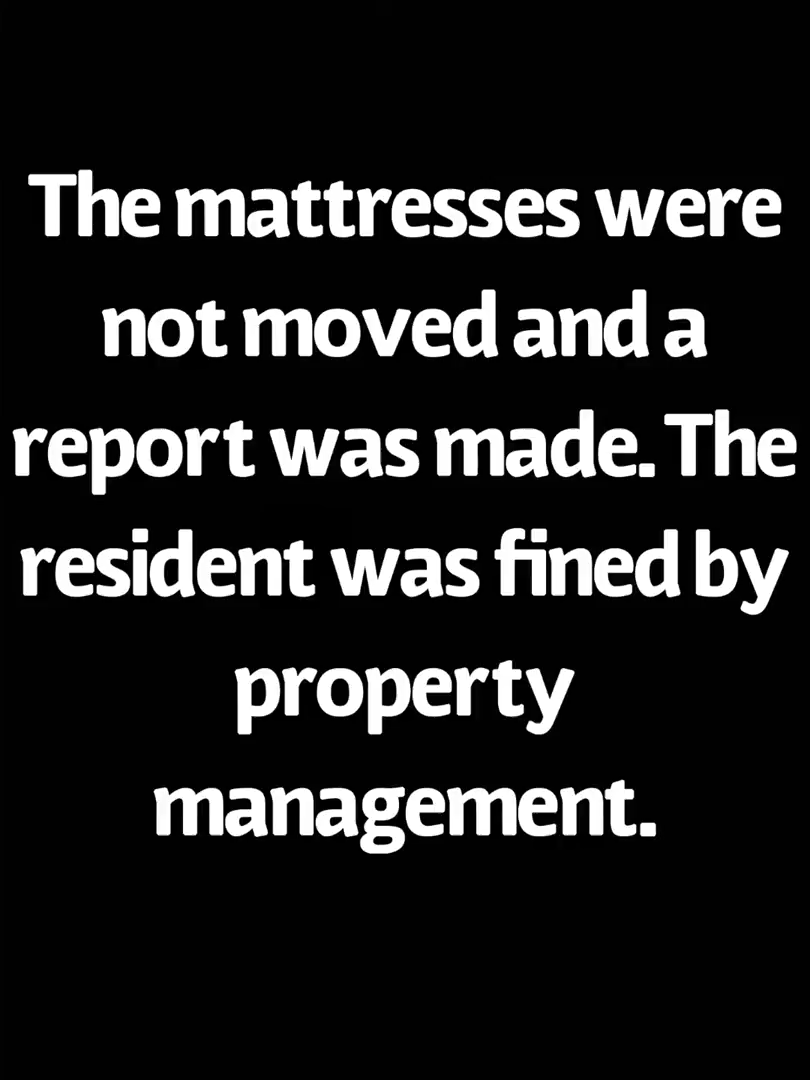 The mattresses were
not moved and a
report was made. The
resident was fined by
property
management.